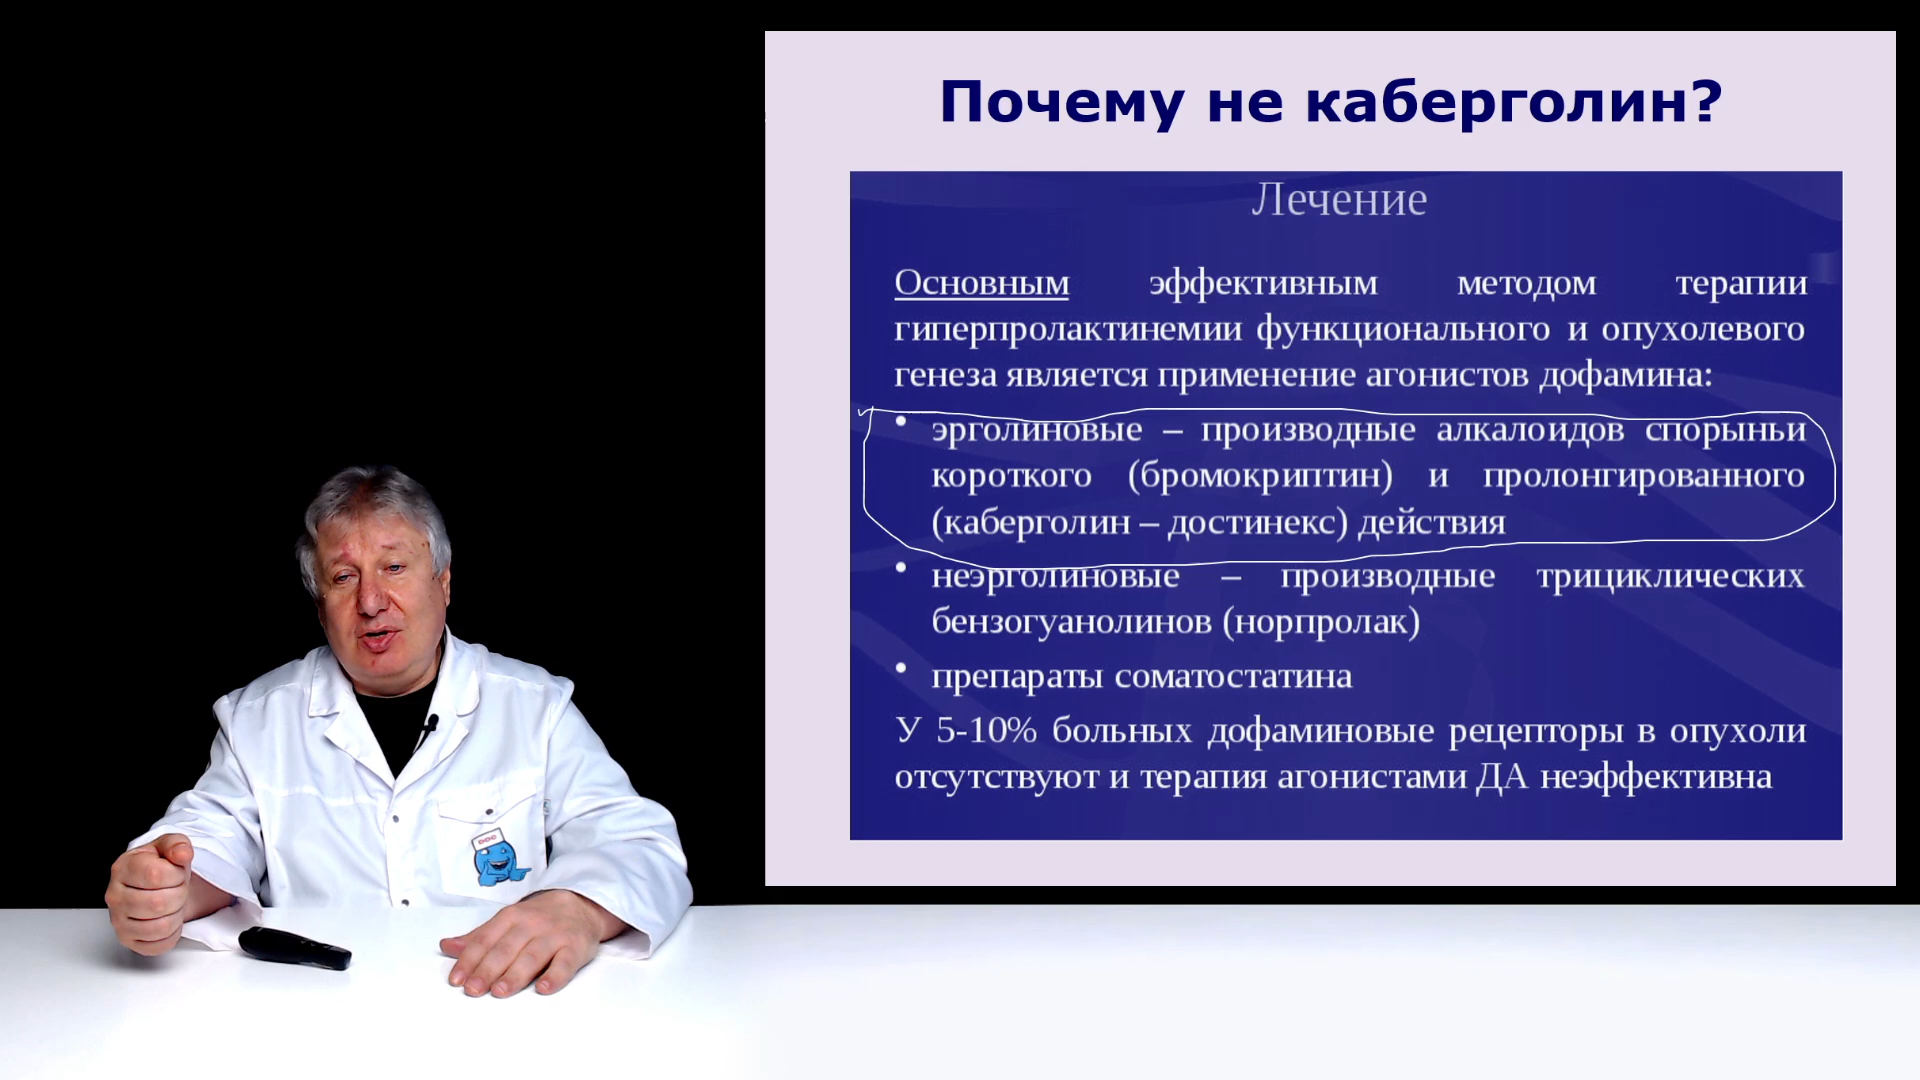 Почему не каберголин?
Лечение
Основным эффективным методом терапии
гиперпролактинемии функционального и опухолевого
генеза является применение агонистов дофамина:
• эрголиновые – производные алкалоидов спорыньи
короткого (бромокриптин) и пролонгированного
(каберголин – достинекс) действия
• неэрголиновые – производные трициклических
бензогуанолинов (норпролак)
• препараты соматостатина
У 5-10% больных дофаминовые рецепторы в опухоли
отсутствуют и терапия агонистами ДА неэффективна